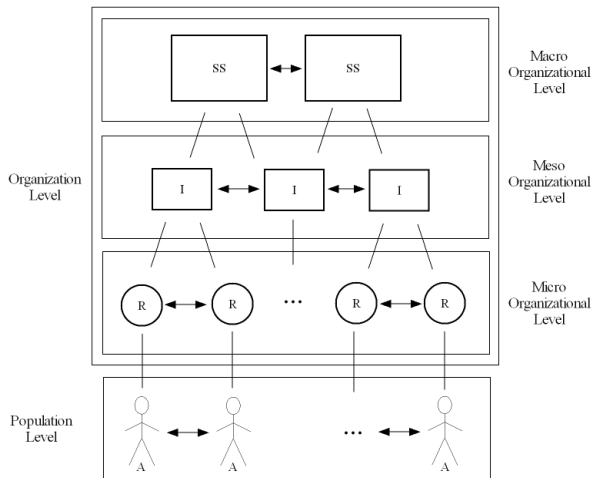 SS
SS
Macro
Organizational
Level
Organization
Level
I
I
I
Meso
Organizational
Level
R
R
...
R
R
Micro
Organizational
Level
Population
Level
A
A
...
A